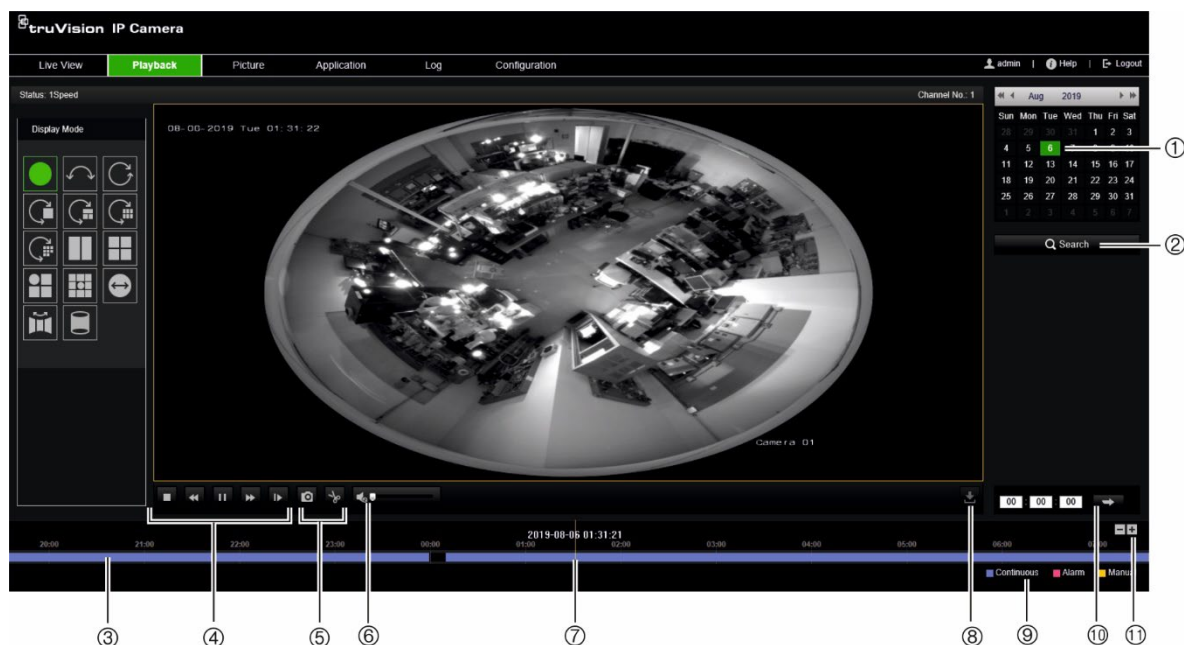 truVision IP Camera
Live View Playback Picture Application Log Configuration admin | Help | Logout
Status: 1Speed Channel No.: 1
Aug 2019
Display Mode
Sun Mon Tue Wed Thu Fri Sat
28 29 30 31 1 2 3
4 5 6
11 12 13 14 15 16 17
18 19 20 21 22 23 24
25 26 27 28 29 30 31
1 2 3 4 5 6 7
①
Search
②
08-06-2019 Tue 01:31:22
Camera 01
00 : 00 : 00
2019-08-06 01:31:21
20:00 21:00 22:00 23:00 00:00 01:00 02:00 03:00 04:00 05:00 06:00
Continuous Alarm Manual
③ ④ ⑤ ⑥ ⑦ ⑧ ⑨ ⑩ ⑪